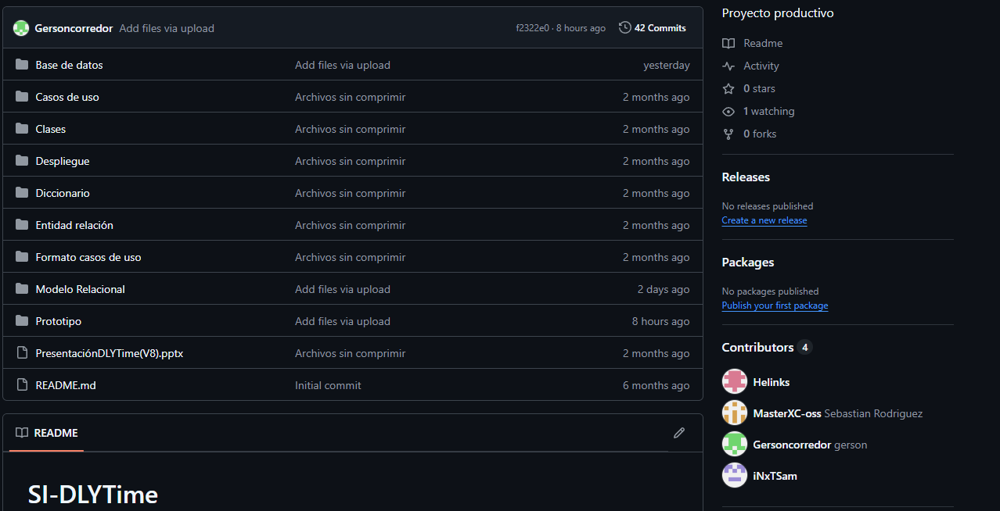 Gersoncorredor Add files via upload f2322e0 · 8 hours ago 42 Commits
Base de datos Add files via upload yesterday
Casos de uso Archivos sin comprimir 2 months ago
Clases Archivos sin comprimir 2 months ago
Despliegue Archivos sin comprimir 2 months ago
Diccionario Archivos sin comprimir 2 months ago
Entidad relación Archivos sin comprimir 2 months ago
Formato casos de uso Archivos sin comprimir 2 months ago
Modelo Relacional Add files via upload 2 days ago
Prototipo Add files via upload 8 hours ago
PresentaciónDLYTime(V8).pptx Archivos sin comprimir 2 months ago
README.md Initial commit 6 months ago
README
SI-DLYTime
Proyecto productivo
Readme
Activity
0 stars
1 watching
0 forks
Releases
No releases published
Create a new release
Packages
No packages published
Publish your first package
Contributors 4
Helinks
MasterXC-oss Sebastian Rodriguez
Gersoncorredor gerson
iNxTSam